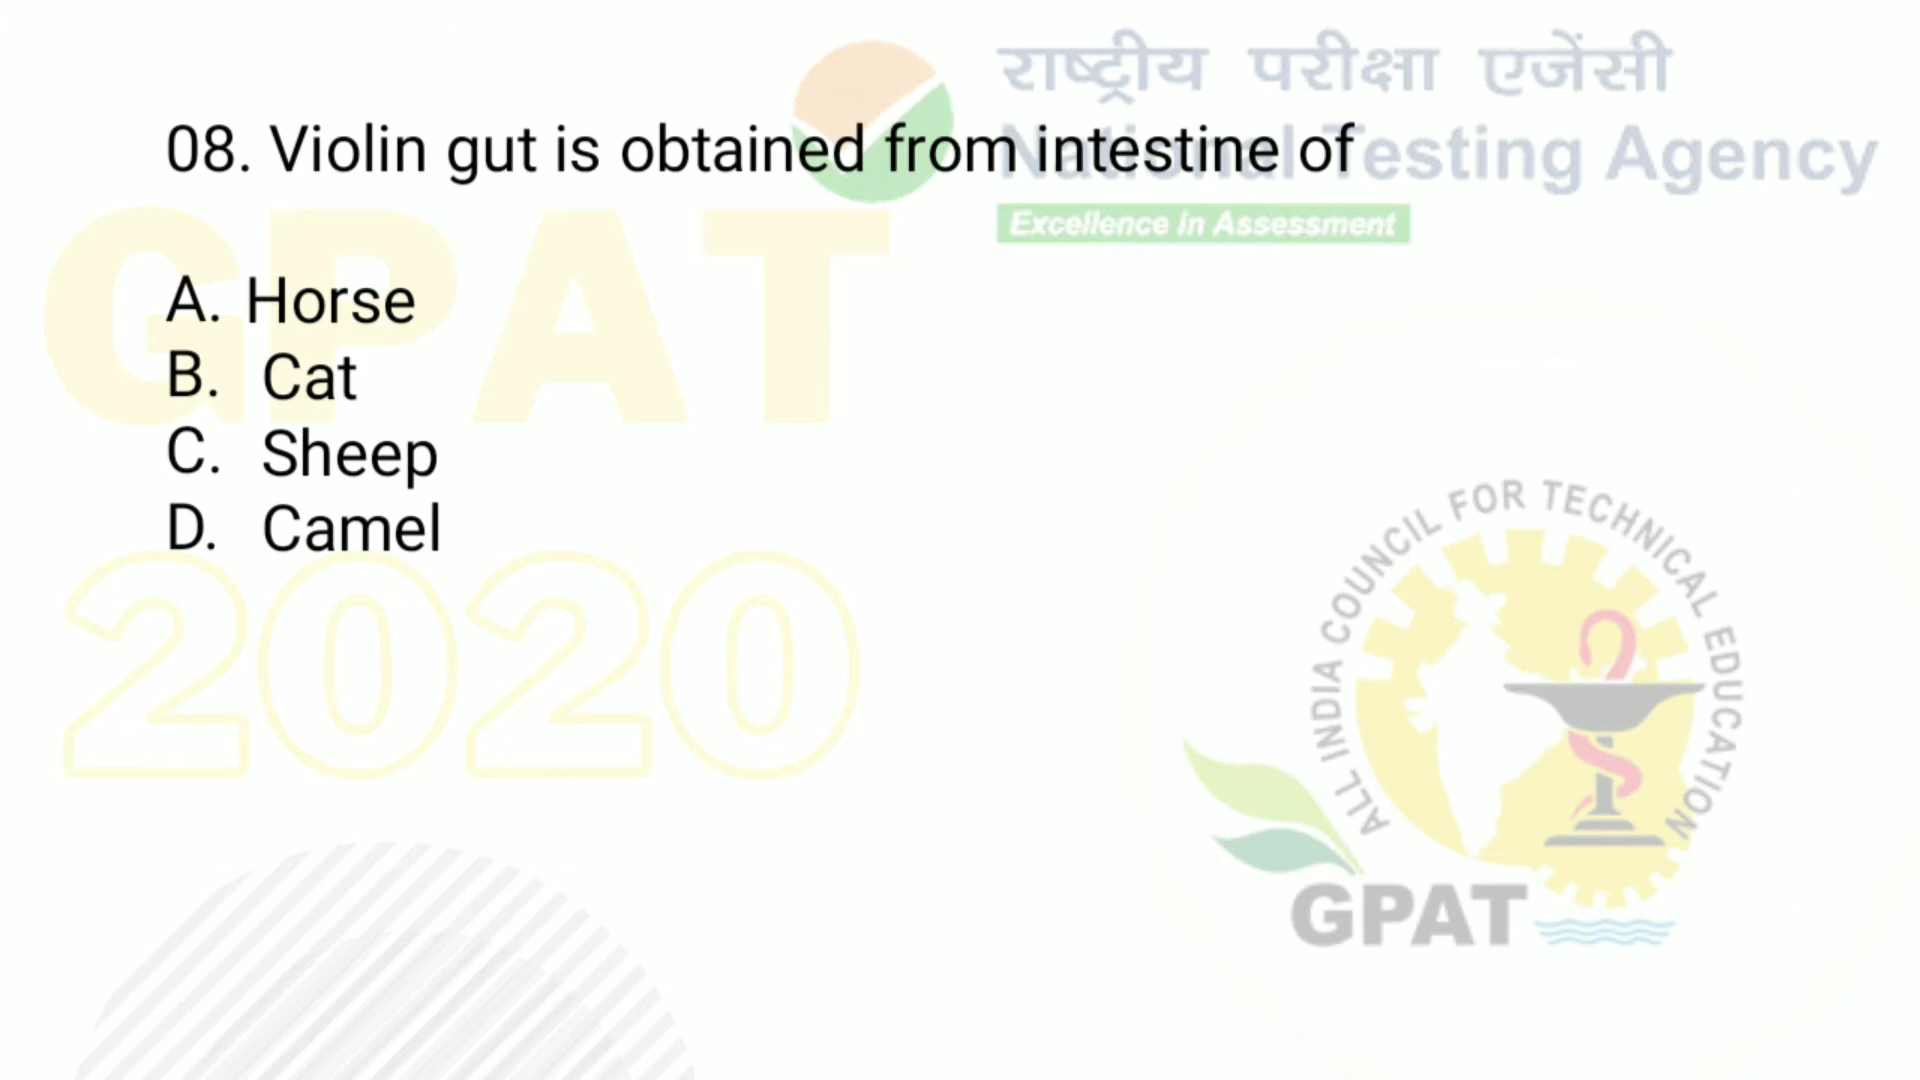 राष्ट्रीय परीक्षा एजेंसी
National Testing Agency
Excellence in Assessment
08. Violin gut is obtained from intestine of
GPAT
A. Horse
B. Cat
C. Sheep
D. Camel
2020
ALL INDIA COUNCIL FOR TECHNICAL EDUCATION
GPAT